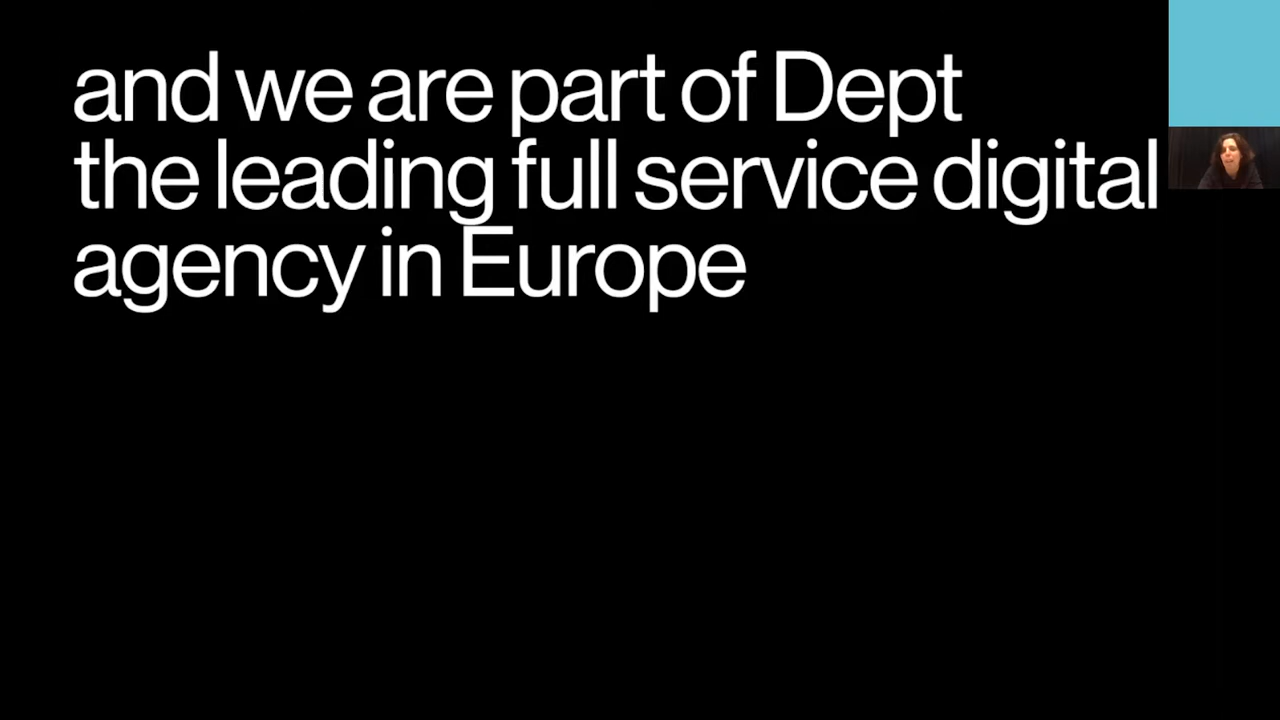 and we are part of Dept
the leading full service digital
agency in Europe